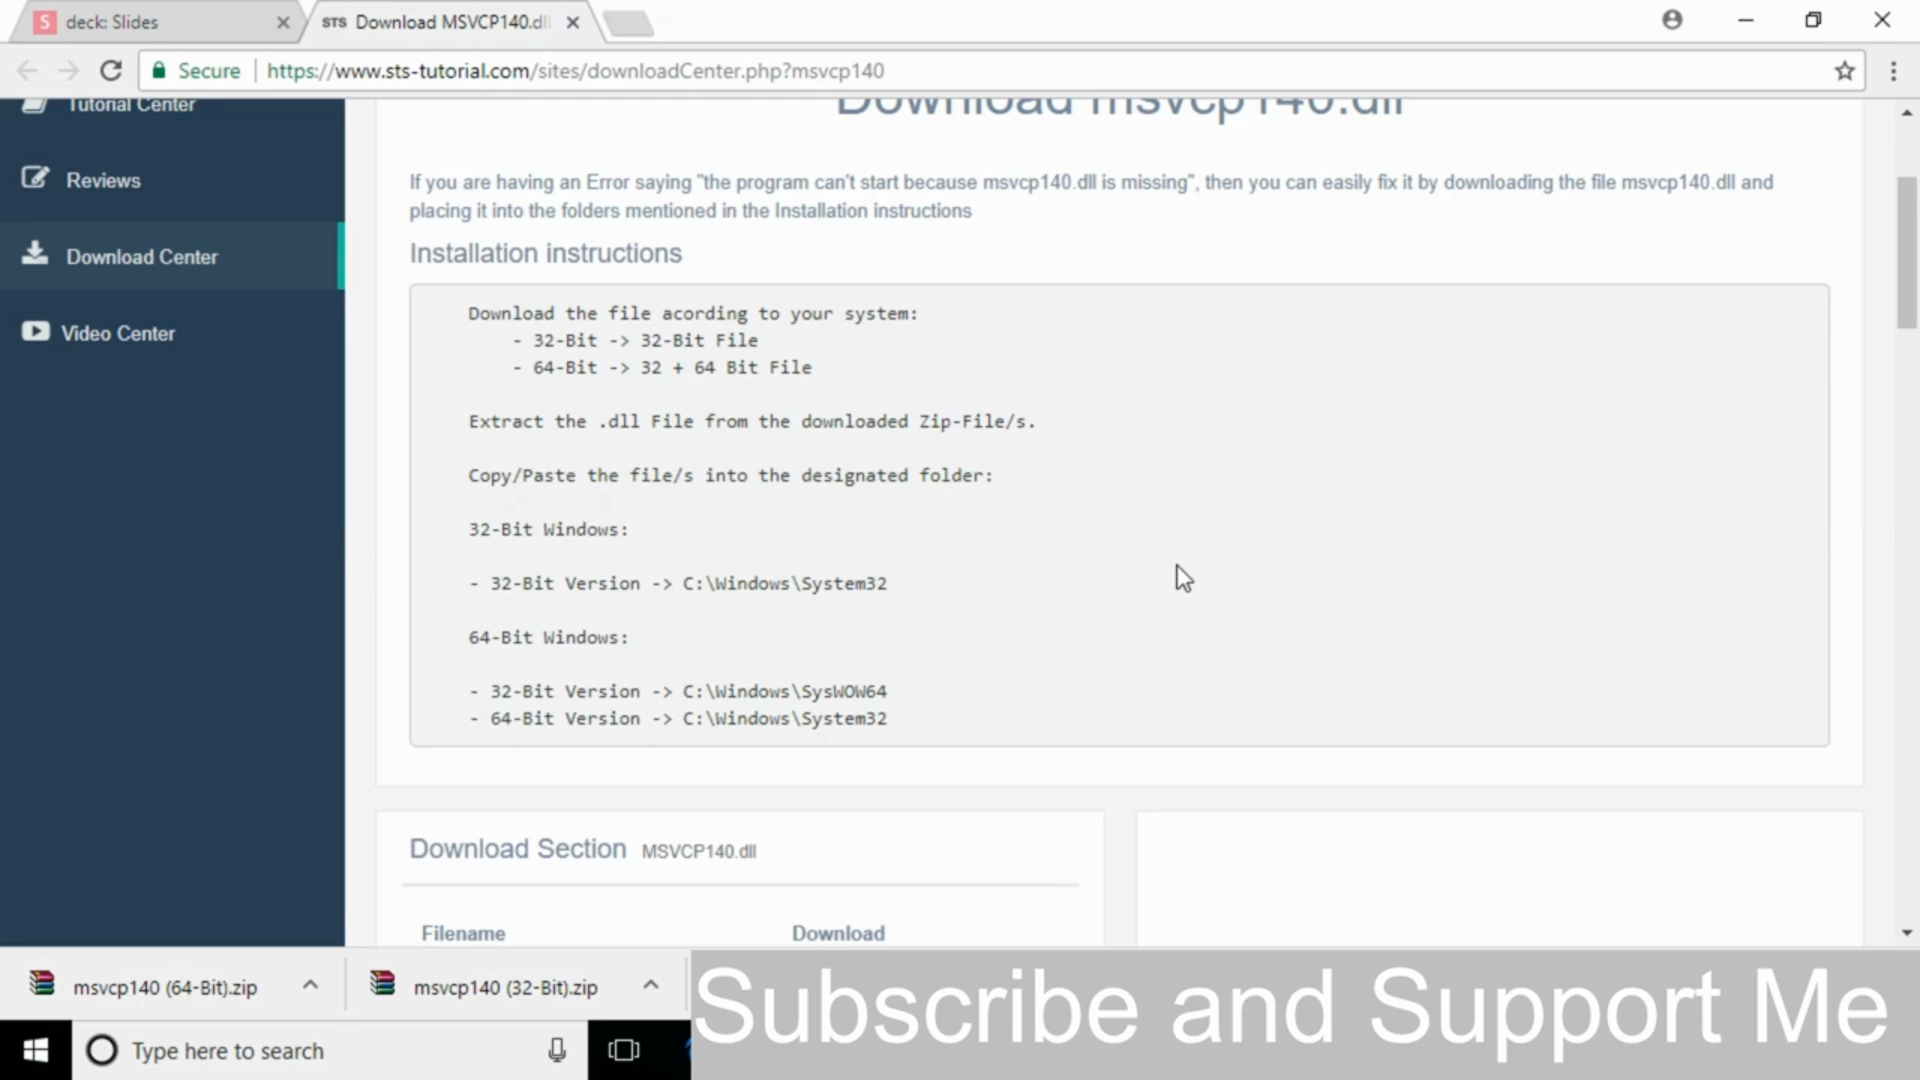 S deck: Slides
STS Download MSVCP140.dll
Secure https://www.sts-tutorial.com/sites/downloadCenter.php?msvcp140
Tutorial Center
Reviews
Download Center
Video Center
Download msvcp140.dll
If you are having an Error saying "the program can't start because msvcp140.dll is missing", then you can easily fix it by downloading the file msvcp140.dll and
placing it into the folders mentioned in the Installation instructions
Installation instructions
Download the file acording to your system:
- 32-Bit -> 32-Bit File
- 64-Bit -> 32 + 64 Bit File
Extract the .dll File from the downloaded Zip-File/s.
Copy/Paste the file/s into the designated folder:
32-Bit Windows:
- 32-Bit Version -> C:\Windows\System32
64-Bit Windows:
- 32-Bit Version -> C:\Windows\SysWOW64
- 64-Bit Version -> C:\Windows\System32
Download Section MSVCP140.dll
Filename Download
msvcp140 (64-Bit).zip
msvcp140 (32-Bit).zip
Subscribe and Support Me
Type here to search